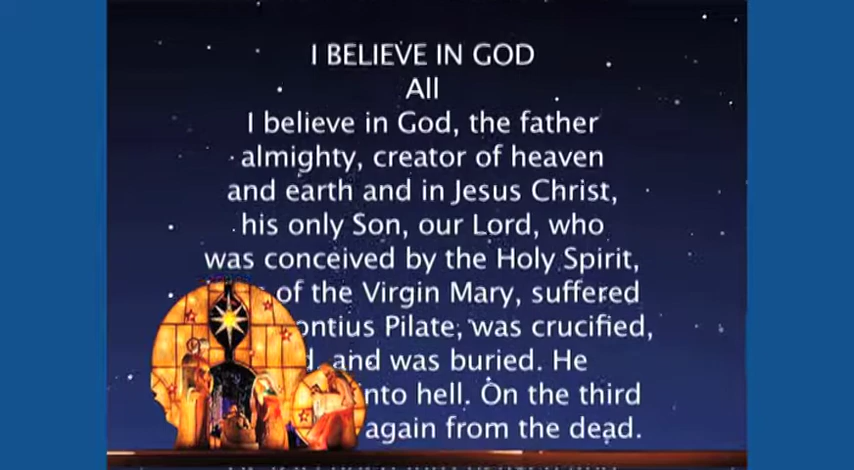 I BELIEVE IN GOD
All
I believe in God, the father
almighty, creator of heaven
and earth and in Jesus Christ,
his only Son, our Lord, who
was conceived by the Holy Spirit,
of the Virgin Mary, suffered
Pilate, was crucified,
and was buried. He
hell. On the third
again from the dead.